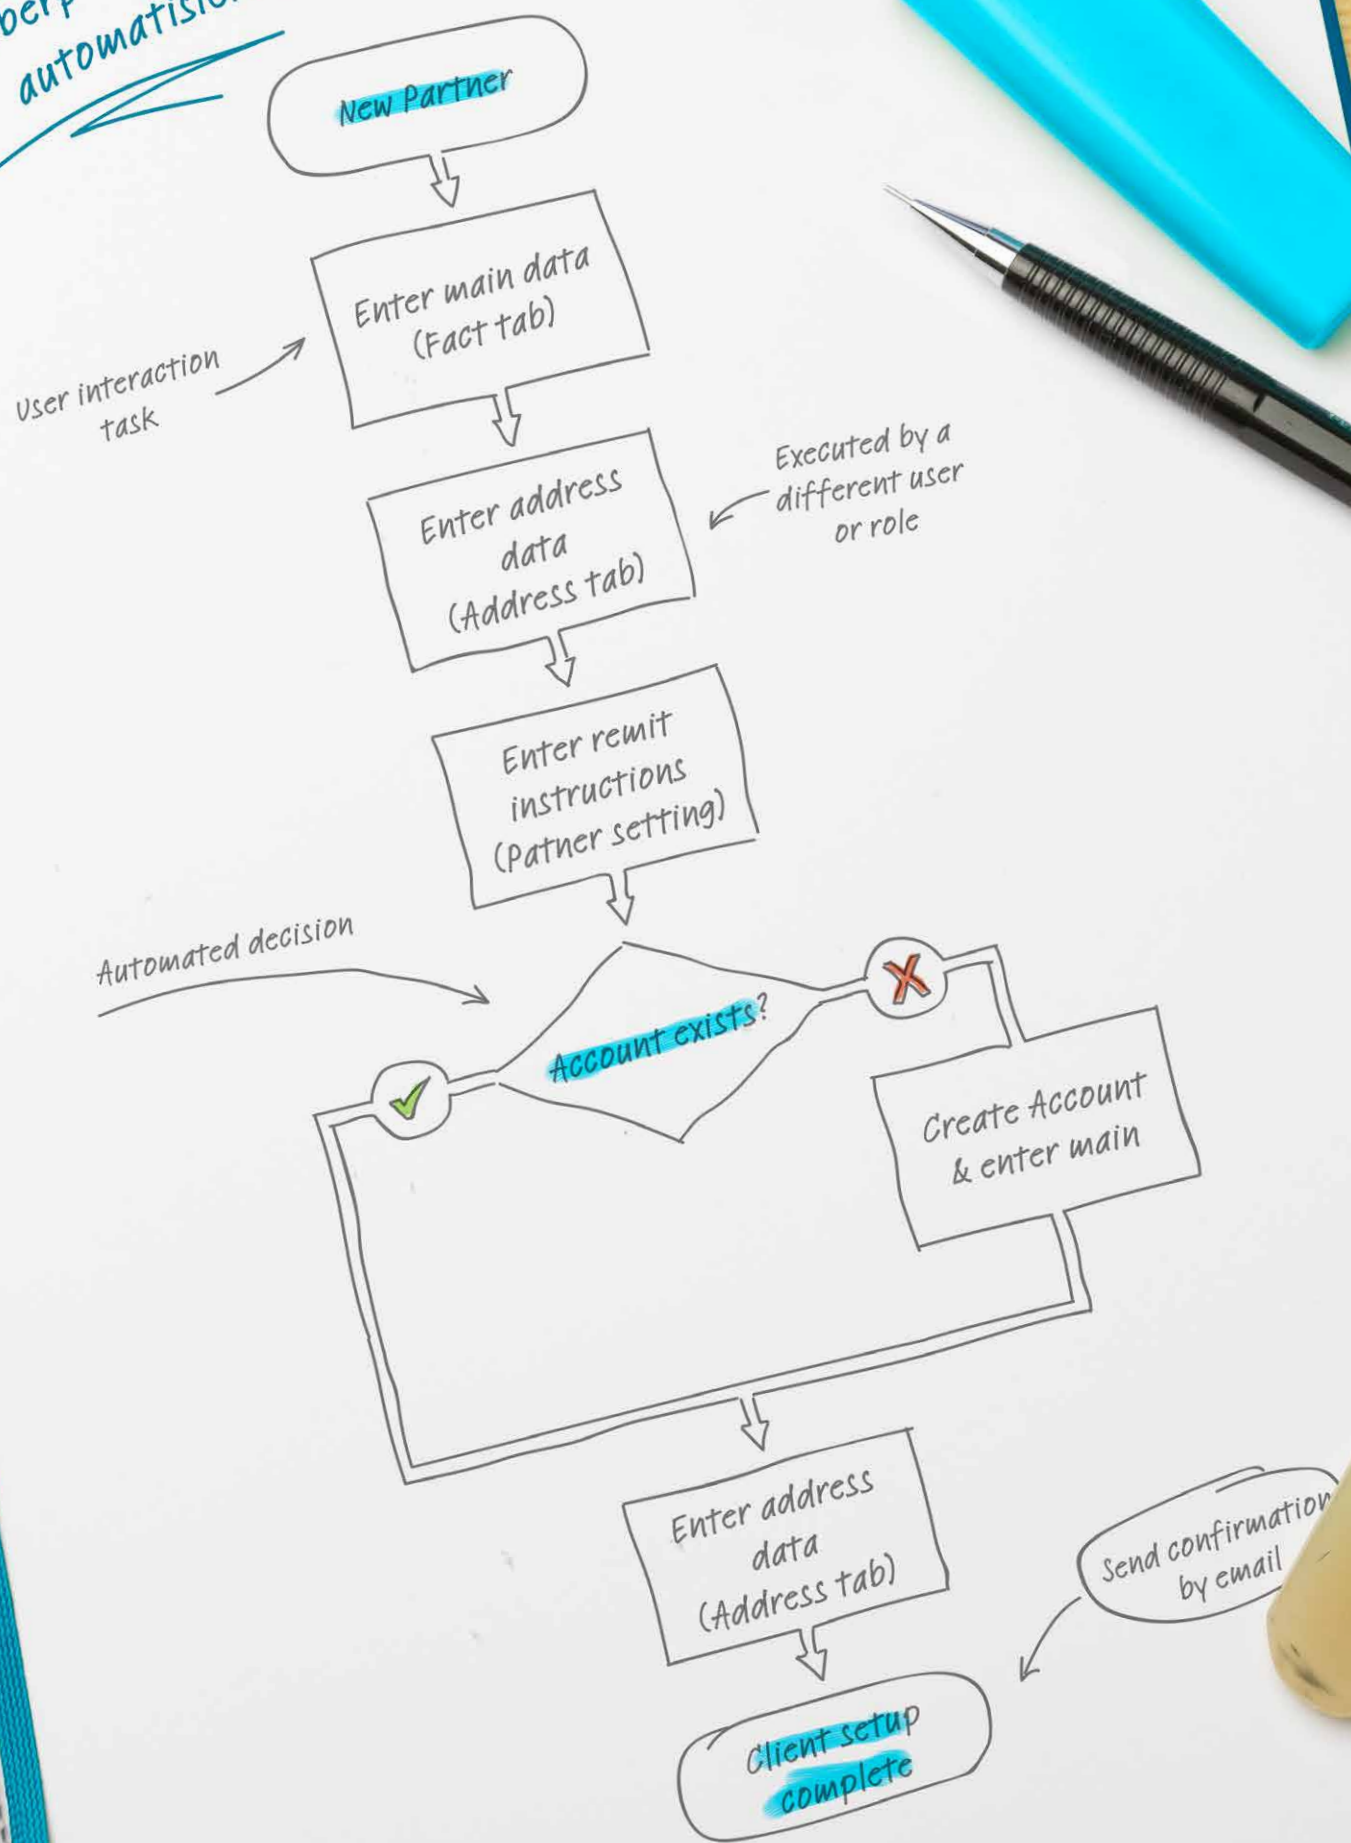 New Partner
Enter main data
(Fact tab)
User interaction
task
Enter address
data
(Address tab)
Executed by a
different user
or role
Enter remit
instructions
(Patner setting)
Automated decision
Account exists?
Create Account
& enter main
Enter address
data
(Address tab)
Send confirmation
by email
Client setup
complete